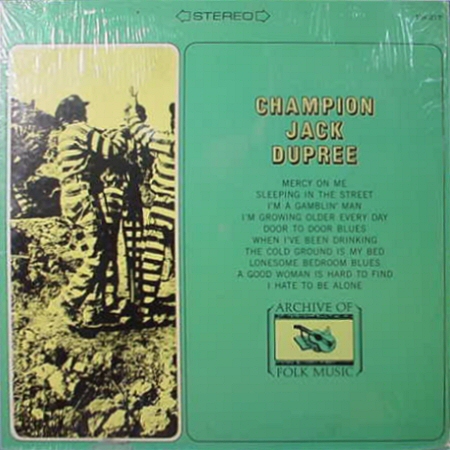 STEREO
CHAMPION
JACK
DUPREE
MERCY ON ME
SLEEPING IN THE STREET
I'M A GAMBLIN' MAN
I'M GROWING OLDER EVERY DAY
DOOR TO DOOR BLUES
WHEN I'VE BEEN DRINKING
THE COLD GROUND IS MY BED
LONESOME BEDROOM BLUES
A GOOD WOMAN IS HARD TO FIND
I HATE TO BE ALONE
ARCHIVE OF
FOLK MUSIC